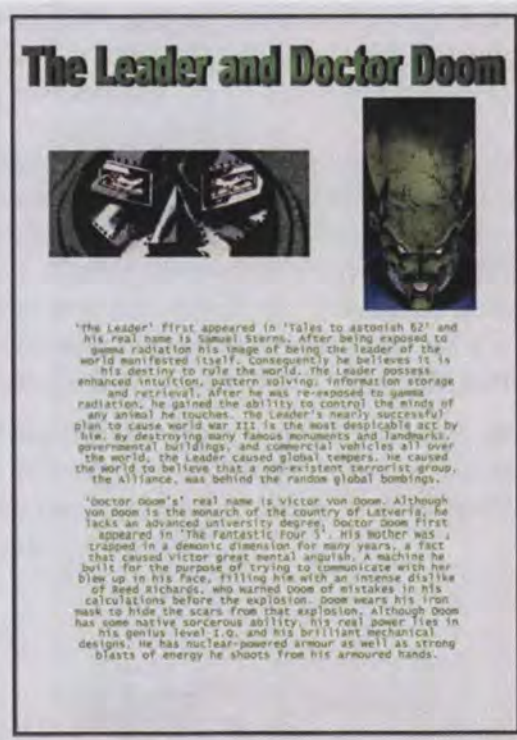 The Leader and Doctor Doom
'The Leader' first appeared in 'Tales to astonish 62' and
his real name is Samuel Sterns. After being exposed to
gamma radiation his image of being the leader of the
world manifested itself. Consequently he believes it is
his destiny to rule the world. The Leader possess
enhanced intuition, pattern solving, information storage
and retrieval. After he was re-exposed to gamma
radiation, he gained the ability to control the minds of
any animal he touches. The Leader's nearly successful
plan to cause world war III is the most despicable act by
him. By destroying many famous monuments and landmarks,
governmental buildings, and commercial vehicles all over
the world, the Leader caused global tempers. He caused
the world to believe that a non-existent terrorist group,
the Alliance, was behind the random global bombings.
'Doctor Doom's' real name is Victor von Doom. Although
von Doom is the monarch of the country of Latveria, he
lacks an advanced university degree. Doctor Doom first
appeared in 'The Fantastic Four 5'. His mother was
trapped in a demonic dimension for many years, a fact
that caused Victor great mental anguish. A machine he
built for the purpose of trying to communicate with her
blew up in his face, filling him with an intense dislike
of Reed Richards, who warned Doom of mistakes in his
calculations before the explosion. Doom wears his iron
mask to hide the scars from that explosion. Although Doom
has some native sorcerous ability, his real power lies in
his genius level I.Q. and his brilliant mechanical
designs. He has nuclear-powered armour as well as strong
blasts of energy he shoots from his armoured hands.